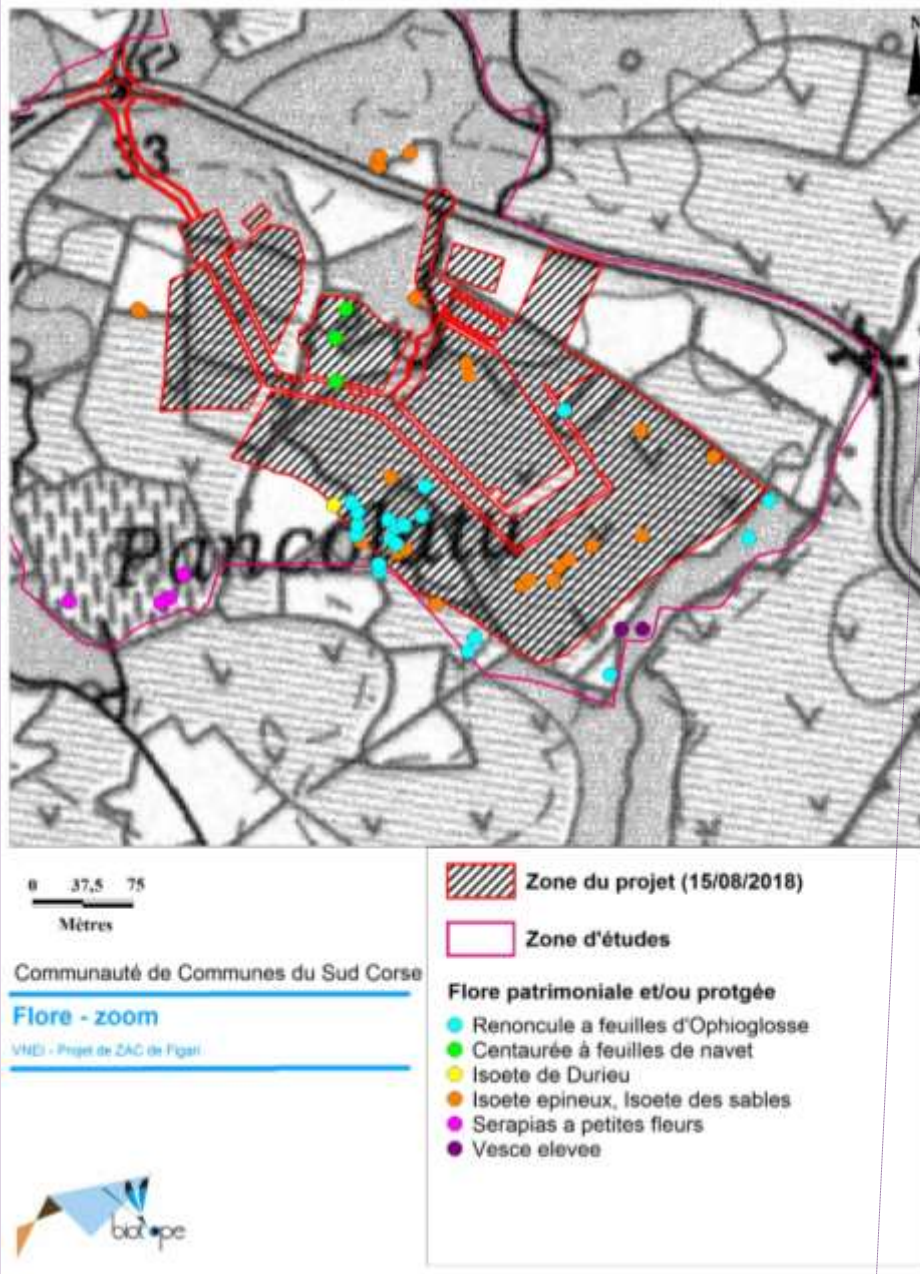 33
Pancolaccia
0 37,5 75
Mètres
Communauté de Communes du Sud Corse
Flore - zoom
VNEI - Projet de ZAC de Figari
biotope
Zone du projet (15/08/2018)
Zone d'études
Flore patrimoniale et/ou protgée
Renoncule a feuilles d'Ophioglosse
Centaurée à feuilles de navet
Isoete de Durieu
Isoete epineux, Isoete des sables
Serapias a petites fleurs
Vesce elevee